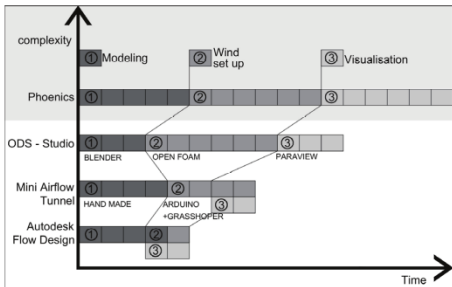 complexity
① Modeling
② Wind set up
③ Visualisation
Phoenics ① ② ③
ODS - Studio ① ② ③
BLENDER OPEN FOAM PARAVIEW
Mini Airflow Tunnel ① ② ③
HAND MADE ARDUINO +GRASSHOPER
Autodesk Flow Design ① ② ③
Time